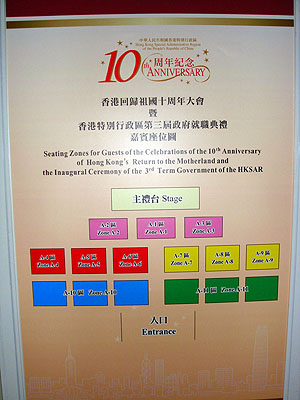 中華人民共和國香港特別行政區
Hong Kong Special Administrative Region
of the People's Republic of China
10th 周年紀念
ANNIVERSARY
香港回歸祖國十周年大會
暨
香港特別行政區第三屆政府就職典禮
嘉賓座位圖
Seating Zones for Guests of the Celebrations of the 10th Anniversary
of Hong Kong's Return to the Motherland and
the Inaugural Ceremony of the 3rd Term Government of the HKSAR
主禮台 Stage
A-2 區 A-1 區 A-3 區
Zone A-2 Zone A-1 Zone A-3
A-4 區 A-5 區 A-6 區 A-7 區 A-8 區 A-9 區
Zone A-4 Zone A-5 Zone A-6 Zone A-7 Zone A-8 Zone A-9
A-10 區 Zone A-10 A-11 區 Zone A-11
入口
Entrance